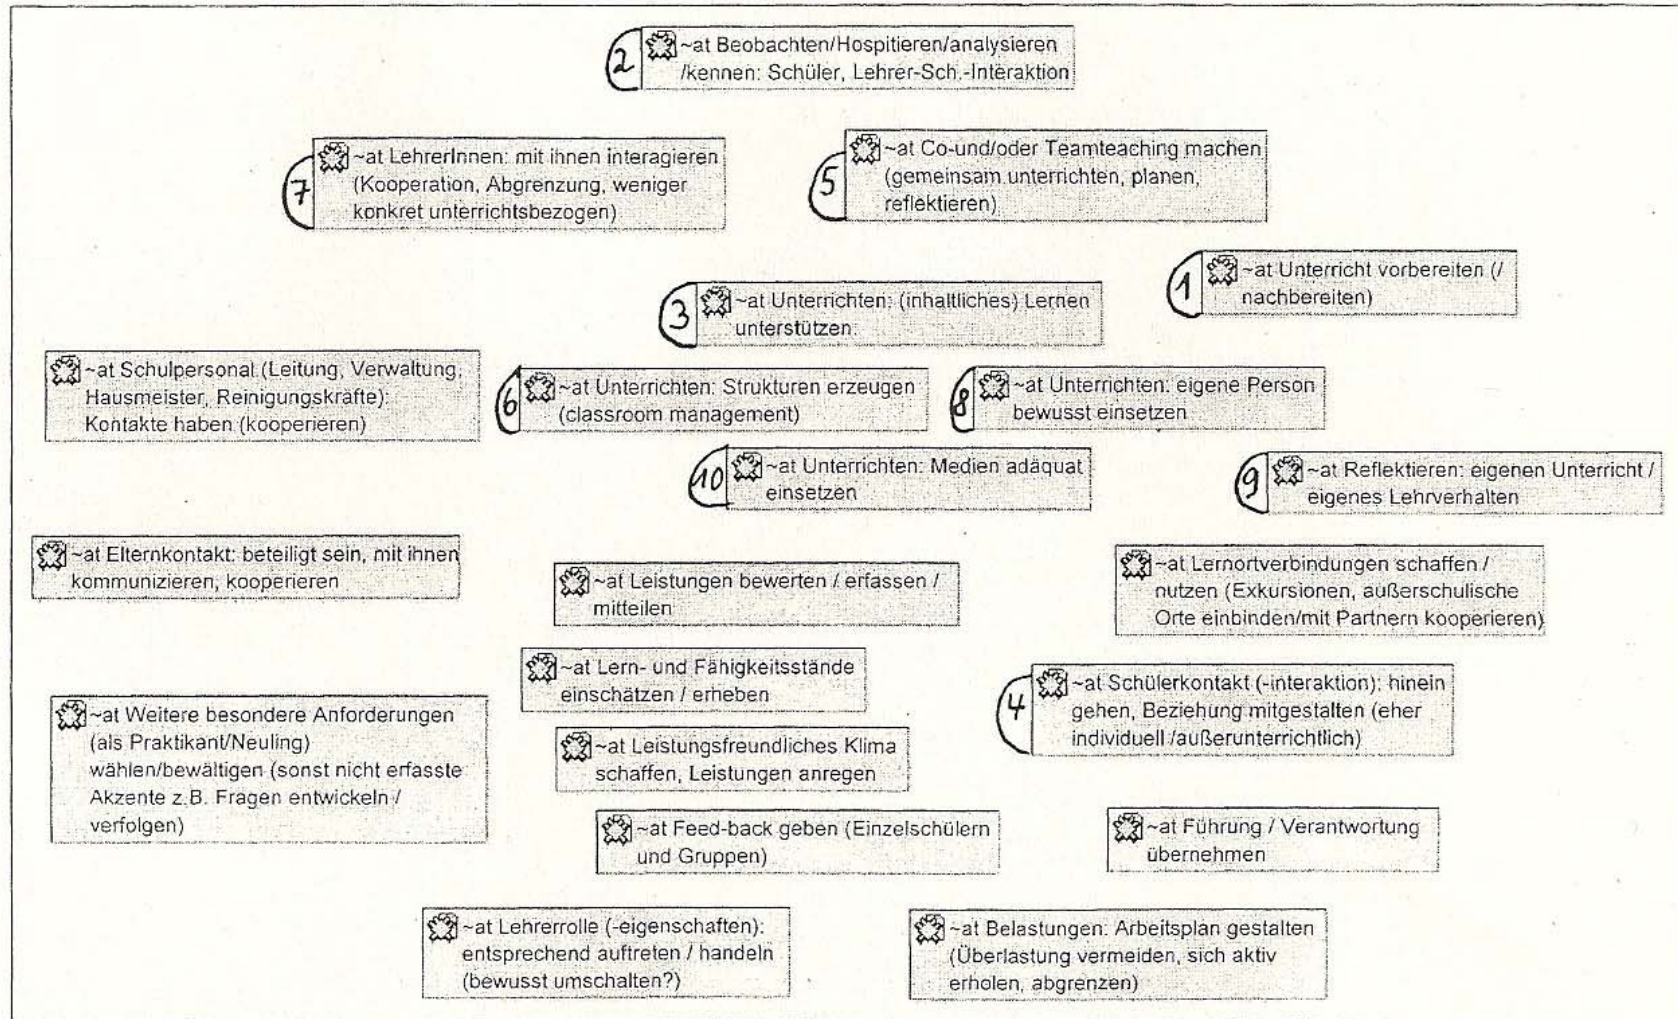 2
~at Beobachten/Hospitieren/analysieren
/kennen: Schüler, Lehrer-Sch.-Interaktion
7
~at LehrerInnen: mit ihnen interagieren
(Kooperation, Abgrenzung, weniger
konkret unterrichtsbezogen)
5
~at Co-und/oder Teamteaching machen
(gemeinsam unterrichten, planen,
reflektieren)
1
~at Unterricht vorbereiten (/
nachbereiten)
3
~at Unterrichten: (inhaltliches) Lernen
unterstützen
~at Schulpersonal (Leitung, Verwaltung,
Hausmeister, Reinigungskräfte):
Kontakte haben (kooperieren)
6
~at Unterrichten: Strukturen erzeugen
(classroom management)
8
~at Unterrichten: eigene Person
bewusst einsetzen
10
~at Unterrichten: Medien adäquat
einsetzen
9
~at Reflektieren: eigenen Unterricht /
eigenes Lehrverhalten
~at Elternkontakt: beteiligt sein, mit ihnen
kommunizieren, kooperieren
~at Leistungen bewerten / erfassen /
mitteilen
~at Lernortverbindungen schaffen /
nutzen (Exkursionen, außerschulische
Orte einbinden/mit Partnern kooperieren)
~at Lern- und Fähigkeitsstände
einschätzen / erheben
4
~at Schülerkontakt (-interaktion): hinein
gehen, Beziehung mitgestalten (eher
individuell /außerunterrichtlich)
~at Weitere besondere Anforderungen
(als Praktikant/Neuling)
wählen/bewältigen (sonst nicht erfasste
Akzente z.B. Fragen entwickeln /
verfolgen)
~at Leistungsfreundliches Klima
schaffen, Leistungen anregen
~at Feed-back geben (Einzelschülern
und Gruppen)
~at Führung / Verantwortung
übernehmen
~at Lehrerrolle (-eigenschaften):
entsprechend auftreten / handeln
(bewusst umschalten?)
~at Belastungen: Arbeitsplan gestalten
(Überlastung vermeiden, sich aktiv
erholen, abgrenzen)